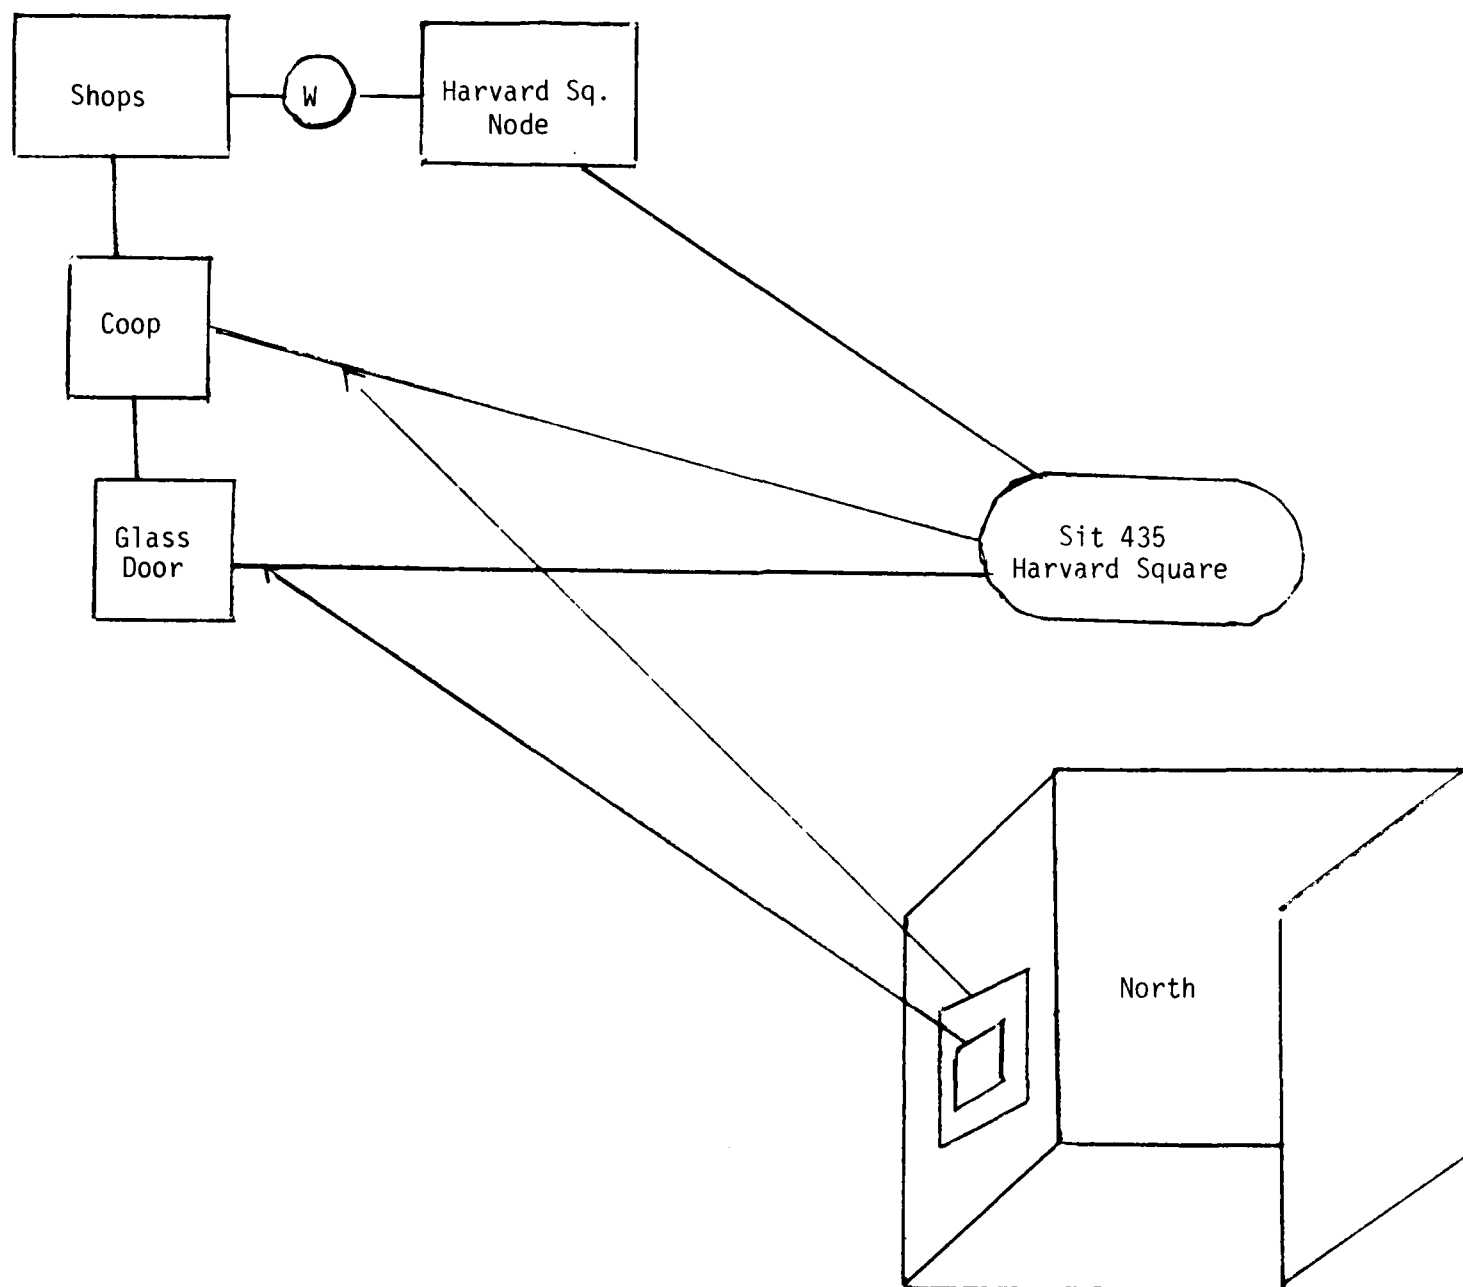 Shops
W
Harvard Sq.
Node
Coop
Glass
Door
Sit 435
Harvard Square
North